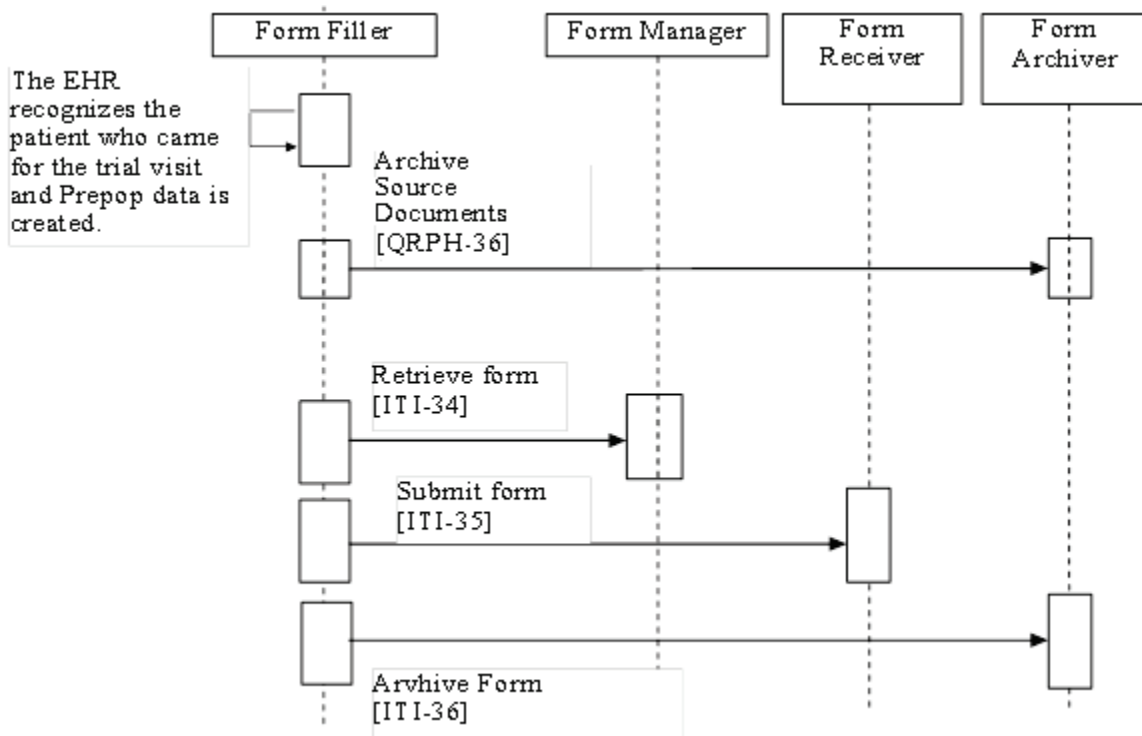 Form Filler
Form Manager
Form
Receiver
Form
Archiver
The EHR
recognizes the
patient who came
for the trial visit
and Prepop data is
created.
Archive
Source
Documents
[QRPH-36]
Retrieve form
[ITI-34]
Submit form
[ITI-35]
Arvhive Form
[ITI-36]